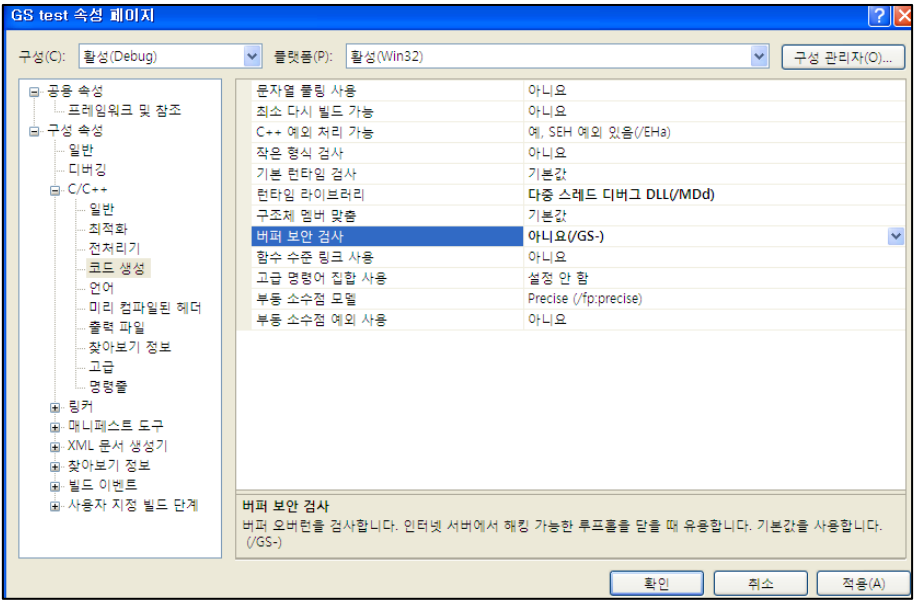 GS test 속성 페이지
구성(C): 활성(Debug) 플랫폼(P): 활성(Win32) 구성 관리자(O)...
공용 속성
프레임워크 및 참조
구성 속성
일반
디버깅
C/C++
일반
최적화
전처리기
코드 생성
언어
미리 컴파일된 헤더
출력 파일
찾아보기 정보
고급
명령줄
링커
매니페스트 도구
XML 문서 생성기
찾아보기 정보
빌드 이벤트
사용자 지정 빌드 단계
문자열 풀링 사용 아니요
최소 다시 빌드 가능 아니요
C++ 예외 처리 가능 예, SEH 예외 있음(/EHa)
작은 형식 검사 아니요
기본 런타임 검사 기본값
런타임 라이브러리 다중 스레드 디버그 DLL(/MDd)
구조체 멤버 맞춤 기본값
버퍼 보안 검사 아니요(/GS-)
함수 수준 링크 사용 아니요
고급 명령어 집합 사용 설정 안 함
부동 소수점 모델 Precise (/fp:precise)
부동 소수점 예외 사용 아니요
버퍼 보안 검사
버퍼 오버런을 검사합니다. 인터넷 서버에서 해킹 가능한 루프홀을 닫을 때 유용합니다. 기본값을 사용합니다.
(/GS-)
확인 취소 적용(A)